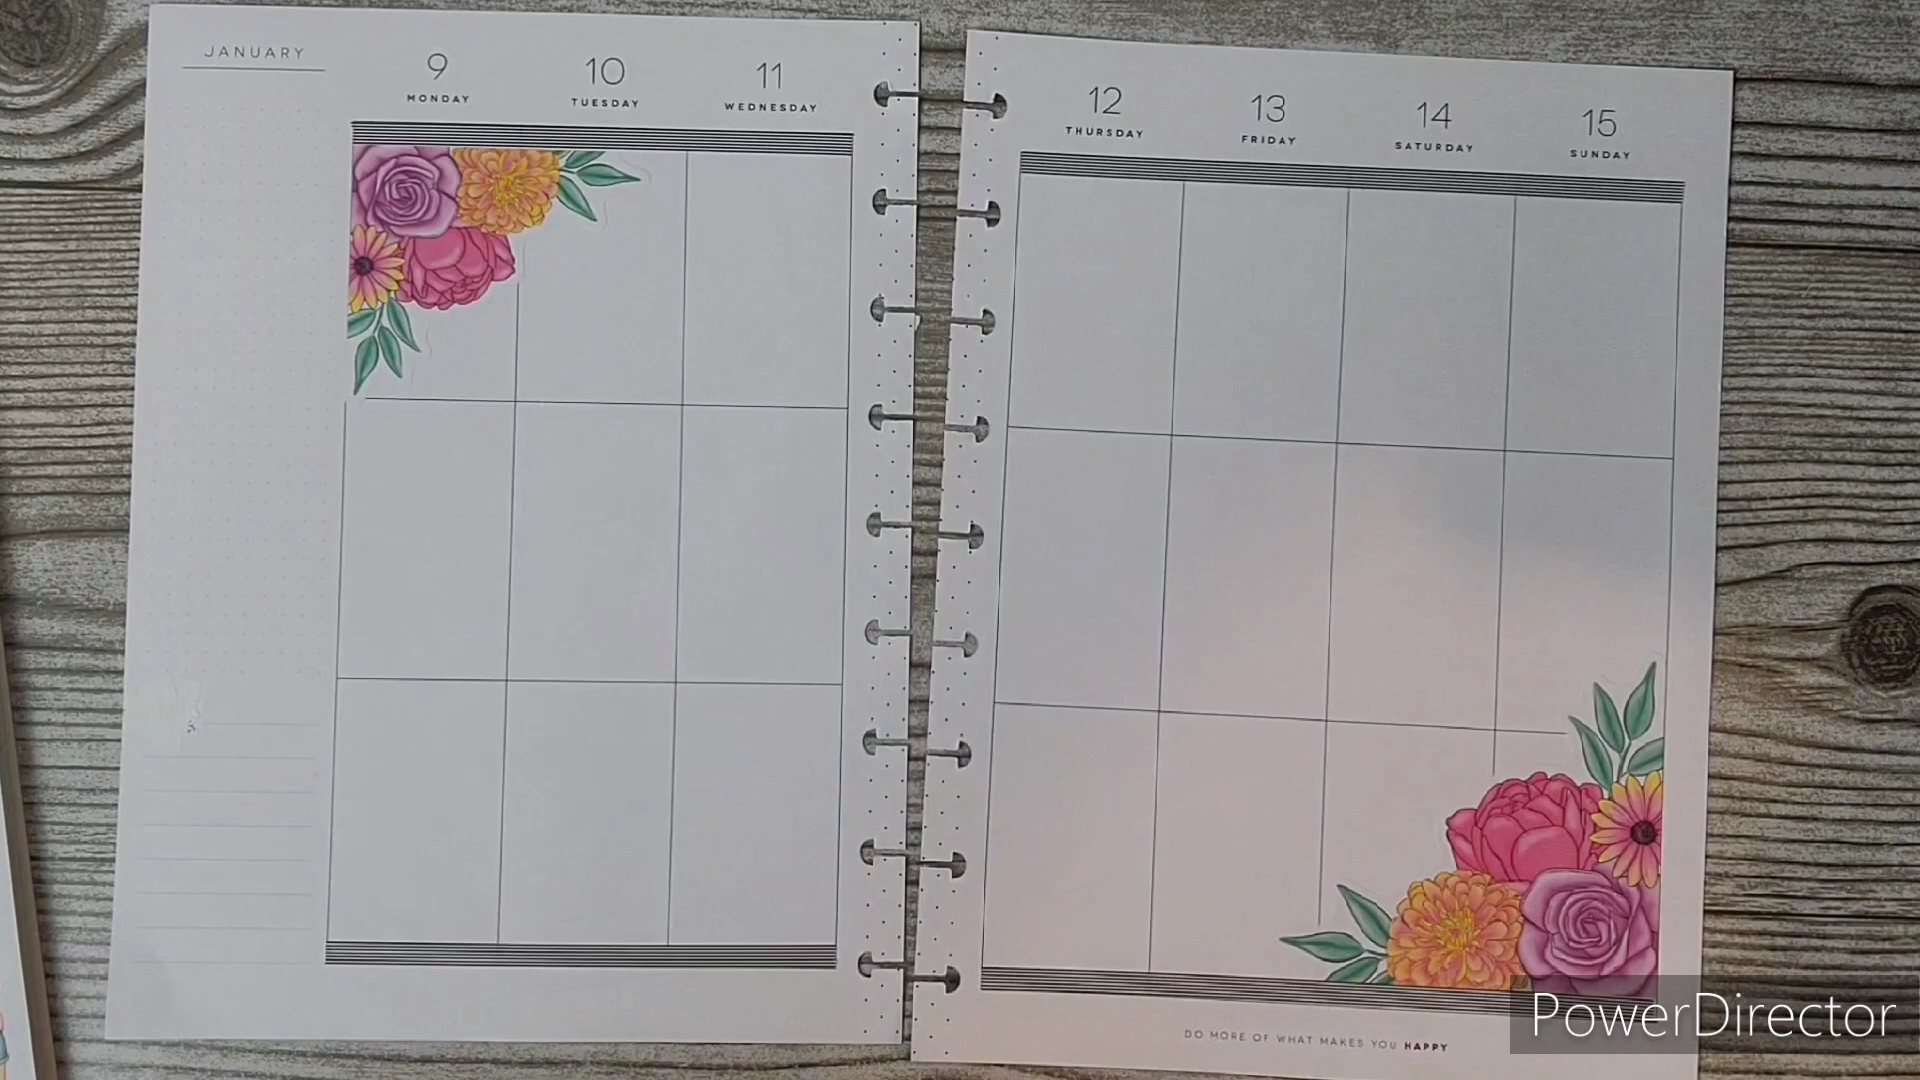 JANUARY
9
MONDAY
10
TUESDAY
11
WEDNESDAY
12
THURSDAY
13
FRIDAY
14
SATURDAY
15
SUNDAY
DO MORE OF WHAT MAKES YOU HAPPY
PowerDirector